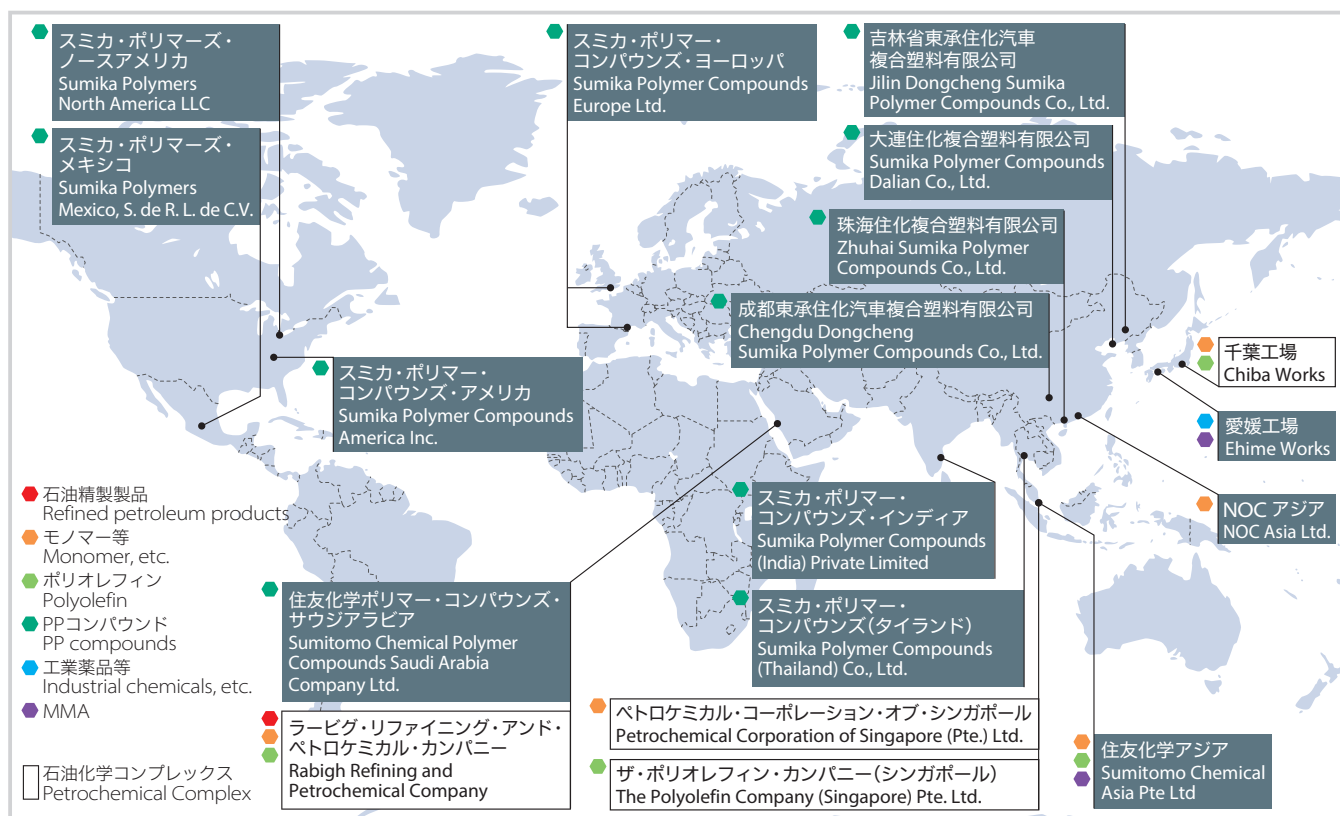 スミカ・ポリマーズ・
ノースアメリカ
Sumika Polymers
North America LLC
スミカ・ポリマーズ・
メキシコ
Sumika Polymers
Mexico, S. de R. L. de C.V.
スミカ・ポリマー・
コンパウンズ・ヨーロッパ
Sumika Polymer Compounds
Europe Ltd.
吉林省東承住化汽車
複合塑料有限公司
Jilin Dongcheng Sumika
Polymer Compounds Co., Ltd.
大連住化複合塑料有限公司
Sumika Polymer Compounds
Dalian Co., Ltd.
珠海住化複合塑料有限公司
Zhuhai Sumika Polymer
Compounds Co., Ltd.
成都東承住化汽車複合塑料有限公司
Chengdu Dongcheng
Sumika Polymer Compounds Co., Ltd.
千葉工場
Chiba Works
スミカ・ポリマー・
コンパウンズ・アメリカ
Sumika Polymer Compounds
America Inc.
愛媛工場
Ehime Works
NOC アジア
NOC Asia Ltd.
スミカ・ポリマー・
コンパウンズ・インディア
Sumika Polymer Compounds
(India) Private Limited
スミカ・ポリマー・
コンパウンズ(タイランド)
Sumika Polymer Compounds
(Thailand) Co., Ltd.
住友化学ポリマー・コンパウンズ・
サウジアラビア
Sumitomo Chemical Polymer
Compounds Saudi Arabia
Company Ltd.
ラービグ・リファイニング・アンド・
ペトロケミカル・カンパニー
Rabigh Refining and
Petrochemical Company
ペトロケミカル・コーポレーション・オブ・シンガポール
Petrochemical Corporation of Singapore (Pte.) Ltd.
ザ・ポリオレフィン・カンパニー(シンガポール)
The Polyolefin Company (Singapore) Pte. Ltd.
住友化学アジア
Sumitomo Chemical
Asia Pte Ltd
石油精製製品
Refined petroleum products
モノマー等
Monomer, etc.
ポリオレフィン
Polyolefin
PPコンパウンド
PP compounds
工業薬品等
Industrial chemicals, etc.
MMA
石油化学コンプレックス
Petrochemical Complex